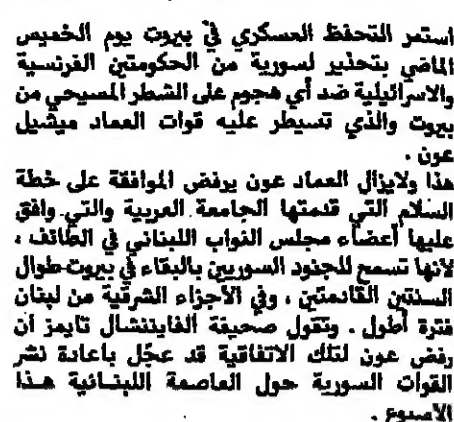 استمر التحفظ العسكري في بيروت يوم الخميس
الماضي بتحذير لسورية من الحكومتين الفرنسية
والاسرائيلية ضد أي هجوم على الشطر المسيحي من
بيروت والذي تسيطر عليه قوات العماد ميشيل
عون .
هذا ولايزال العماد عون يرفض الموافقة على خطة
السلام التي قدمتها الجامعة العربية والتي وافق
عليها أعضاء مجلس النواب اللبناني في الطائف ،
لأنها تسمح للجنود السوريين بالبقاء في بيروت طوال
السنتين القادمتين ، وفي الأجزاء الشرقية من لبنان
فترة أطول . وتقول صحيفة الفايننشال تايمز أن
رفض عون لتلك الاتفاقية قد عجّل باعادة نشر
القوات السورية حول العاصمة اللبنانية هذا
الأسبوع .